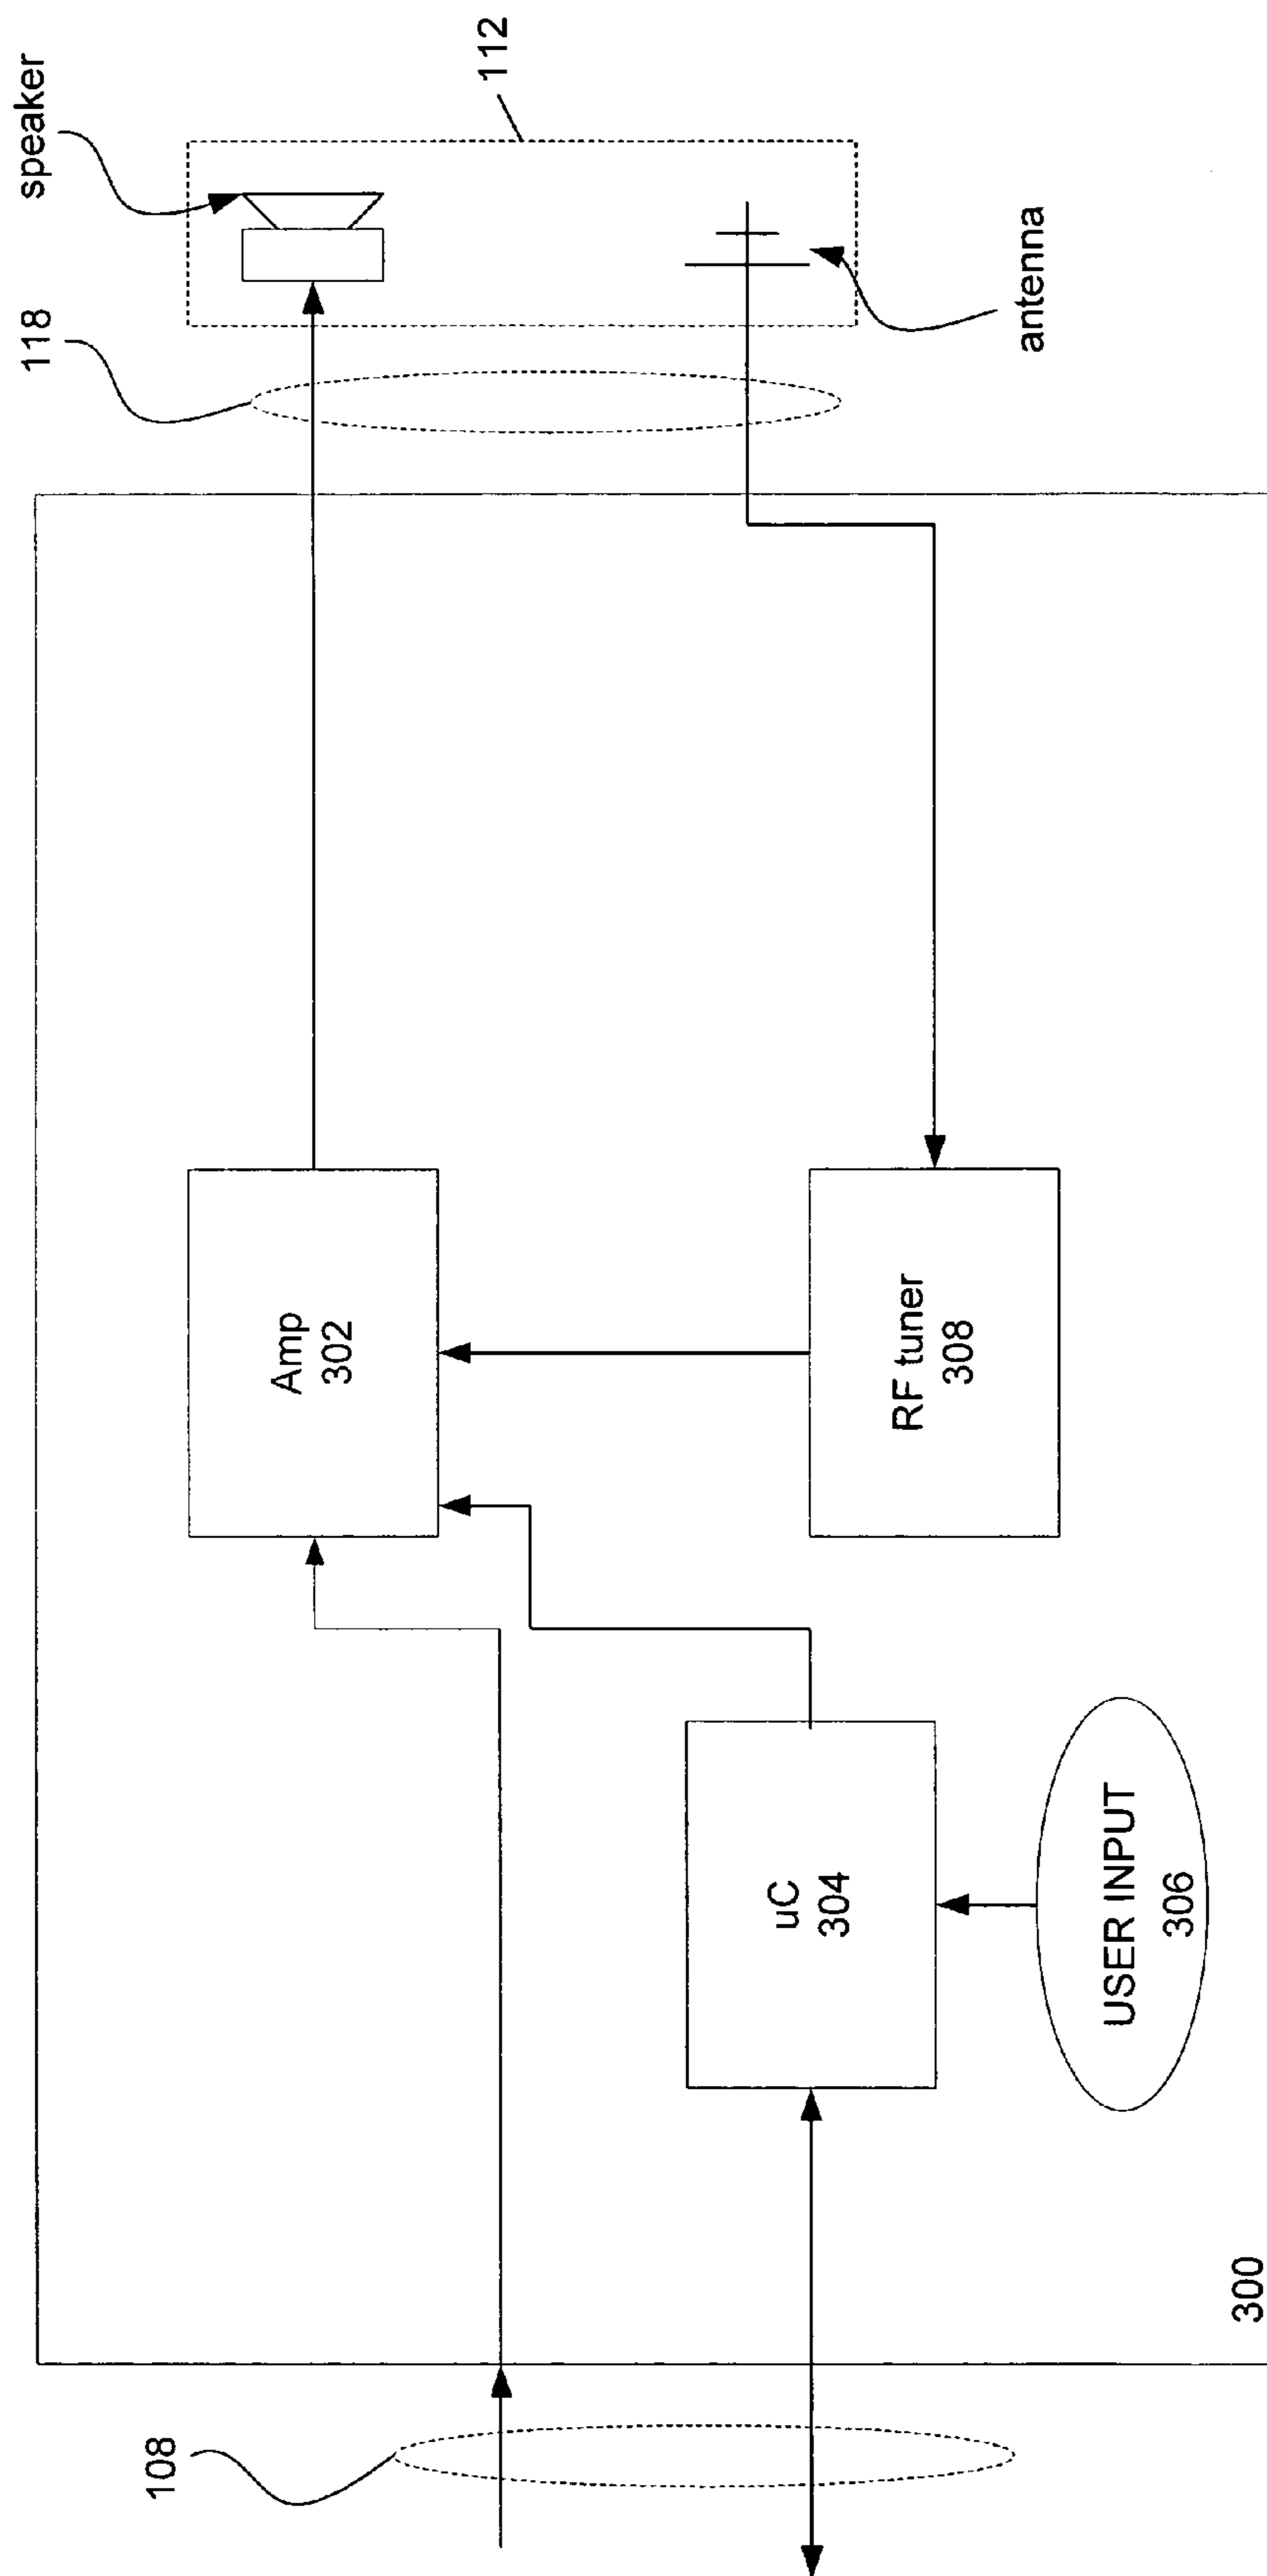 speaker
112
118
antenna
Amp
302
RF tuner
308
uC
304
USER INPUT
306
108
300